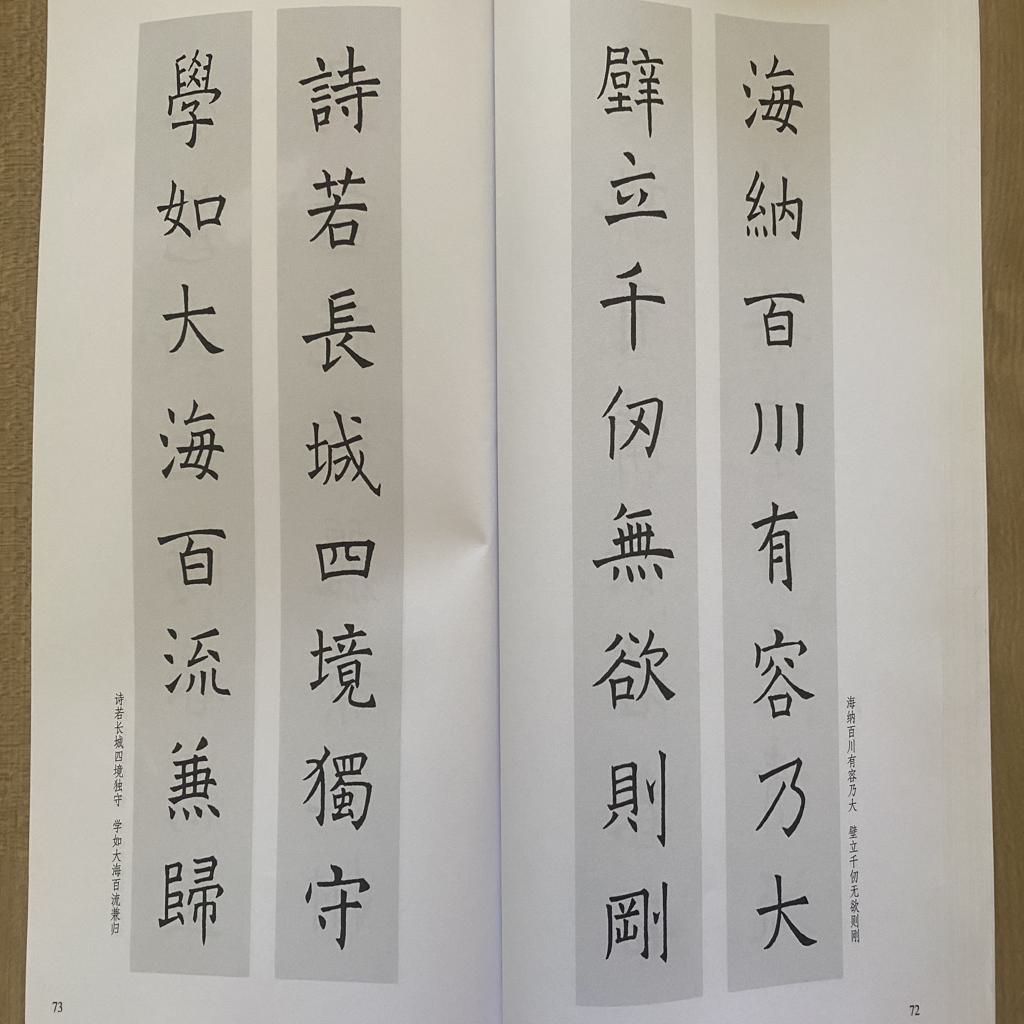 海納百川有容乃大
壁立千仞無欲則剛
海纳百川有容乃大 壁立千仞无欲则刚
72
詩若長城四境獨守
學如大海百流兼歸
诗若长城四境独守 学如大海百流兼归
73